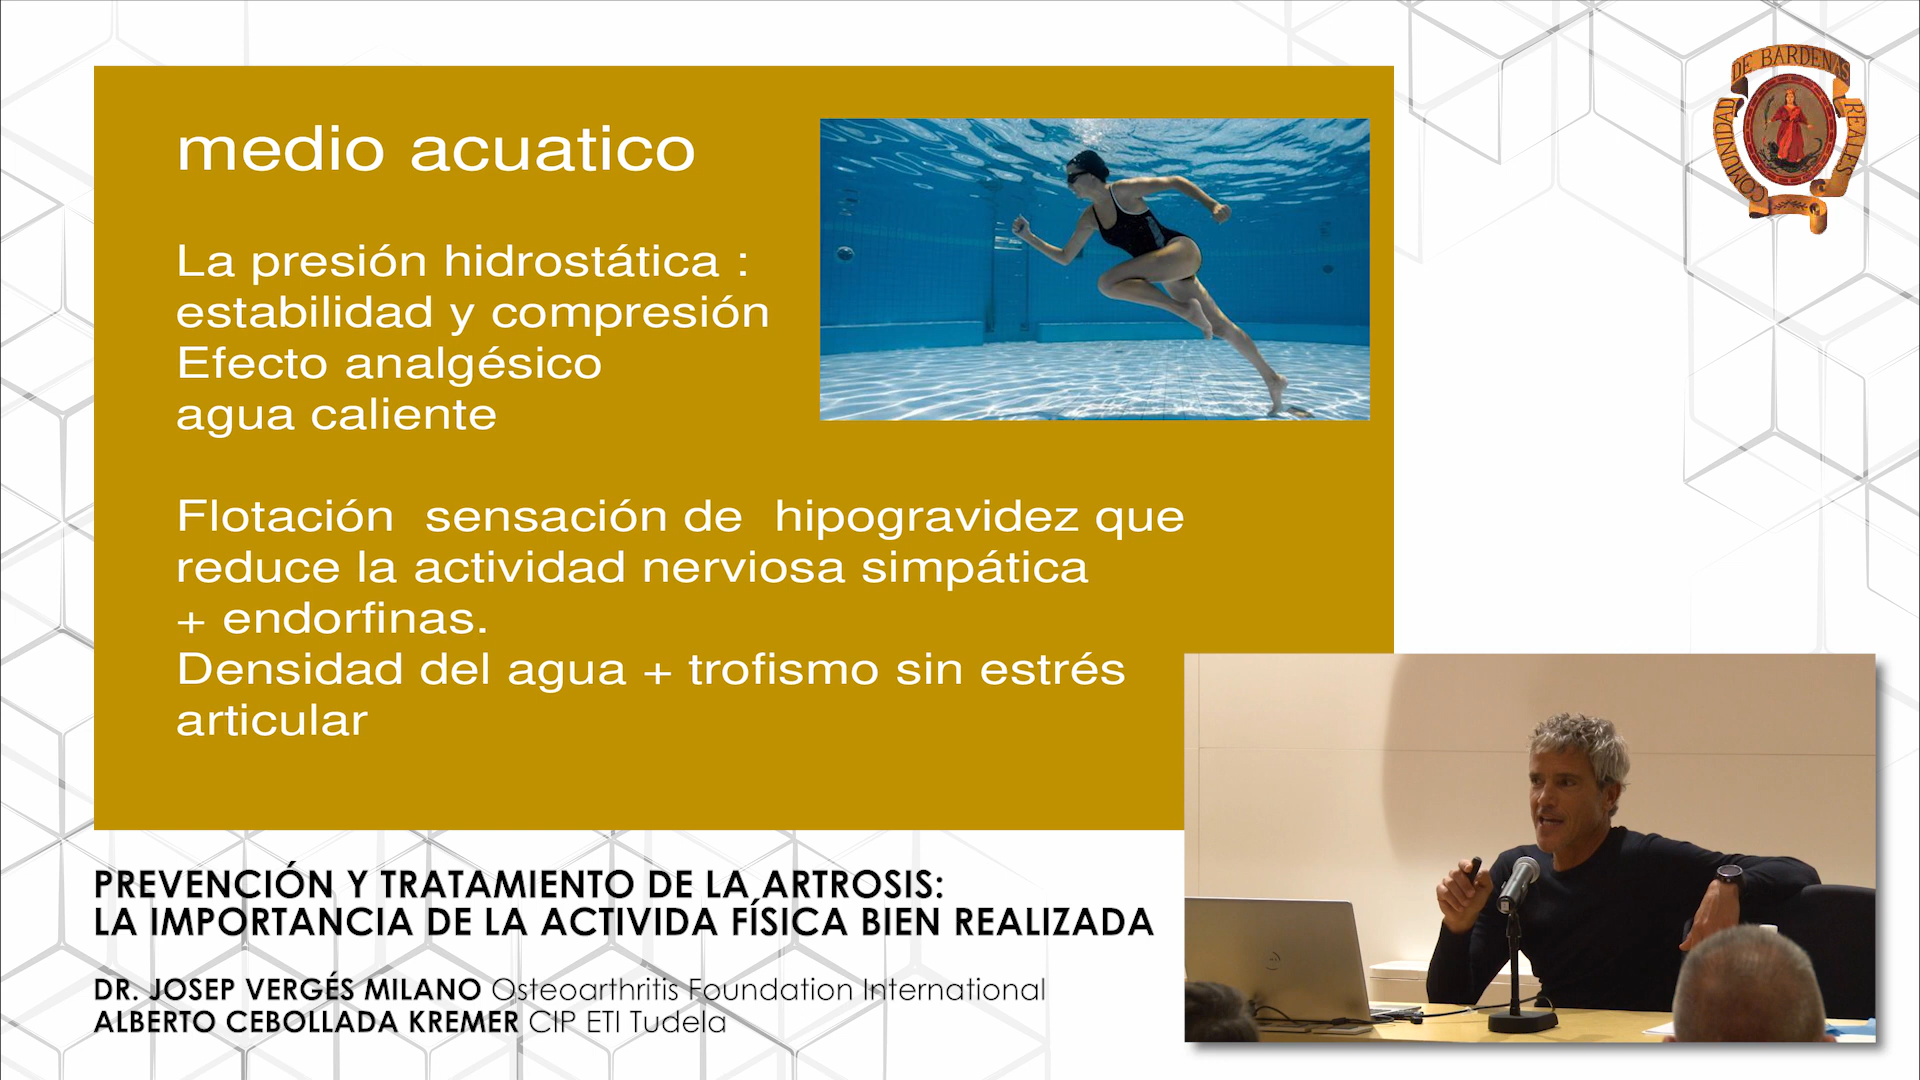 medio acuatico
La presión hidrostática :
estabilidad y compresión
Efecto analgésico
agua caliente
Flotación  sensación de  hipogravidez que
reduce la actividad nerviosa simpática
+ endorfinas.
Densidad del agua + trofismo sin estrés
articular
COMUNIDAD DE BARDENAS REALES
PREVENCIÓN Y TRATAMIENTO DE LA ARTROSIS:
LA IMPORTANCIA DE LA ACTIVIDA FÍSICA BIEN REALIZADA
DR. JOSEP VERGÉS MILANO Osteoarthritis Foundation International
ALBERTO CEBOLLADA KREMER CIP ETI Tudela